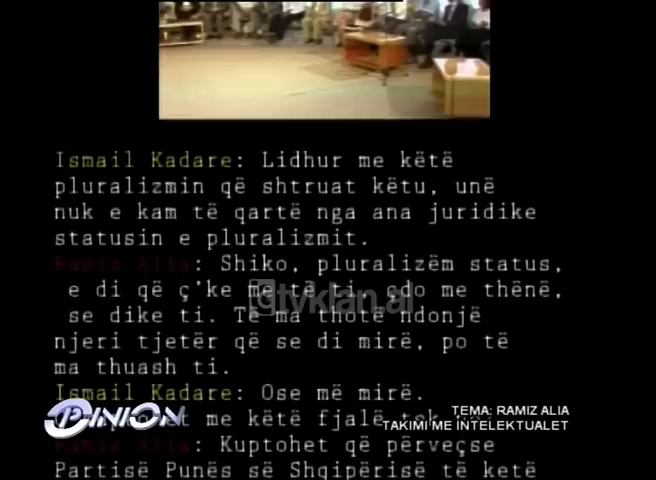 Ismail Kadare: Lidhur me këtë
pluralizmin që shtruat këtu, unë
nuk e kam të qartë nga ana juridike
statusin e pluralizmit.
Ramiz Alia: Shiko, pluralizëm status,
e di që ç'ke me të ti, sdo me thënë,
se dike ti. Të ma thotë ndonjë
njeri tjetër që se di mirë, po të
ma thuash ti.
Ismail Kadare: Ose më mirë.
me këtë fjalë
Ramiz Alia: Kuptohet që përveçse
Partisë Punës së Shqipërisë të ketë
tvklan.al
OPINION
TEMA: RAMIZ ALIA
TAKIMI ME INTELEKTUALET